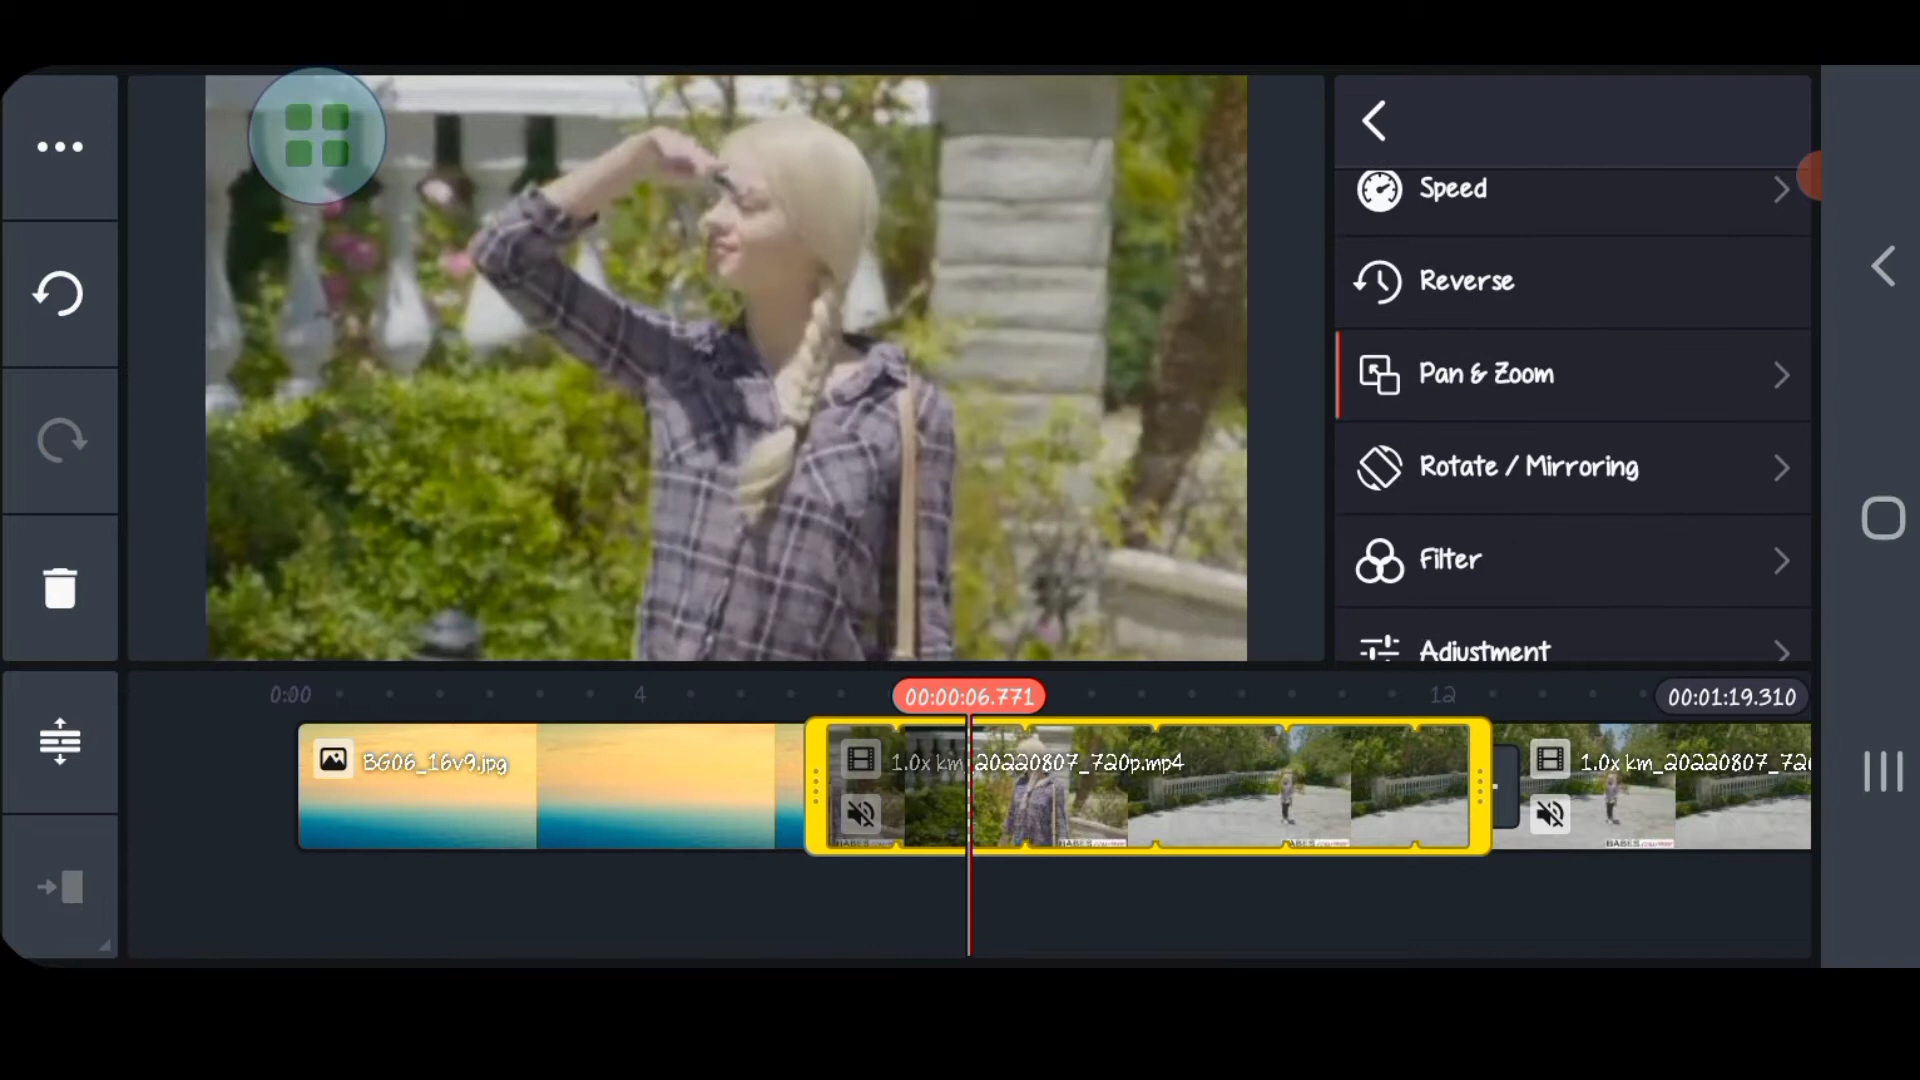 Speed
Reverse
Pan & Zoom
Rotate / Mirroring
Filter
Adjustment
0:00
4
00:00:06.771
12
00:01:19.310
BG06_16v9.jpg
1.0x km_20220807_720p.mp4
1.0x km_20220807_720